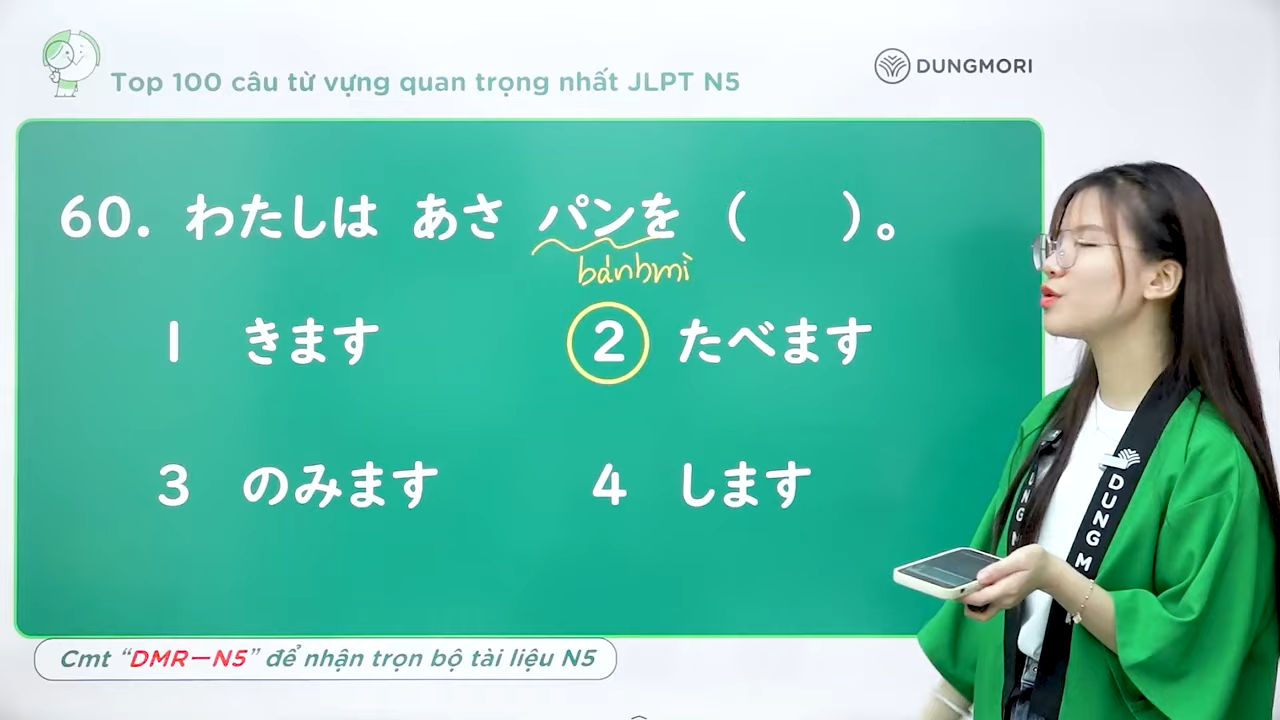 Top 100 câu từ vựng quan trọng nhất JLPT N5
DUNGMORI
60. わたしは あさ パンを ( )。
bánh mì
1 きます
2 たべます
3 のみます
4 します
Cmt “DMR—N5” để nhận trọn bộ tài liệu N5
DUNG M